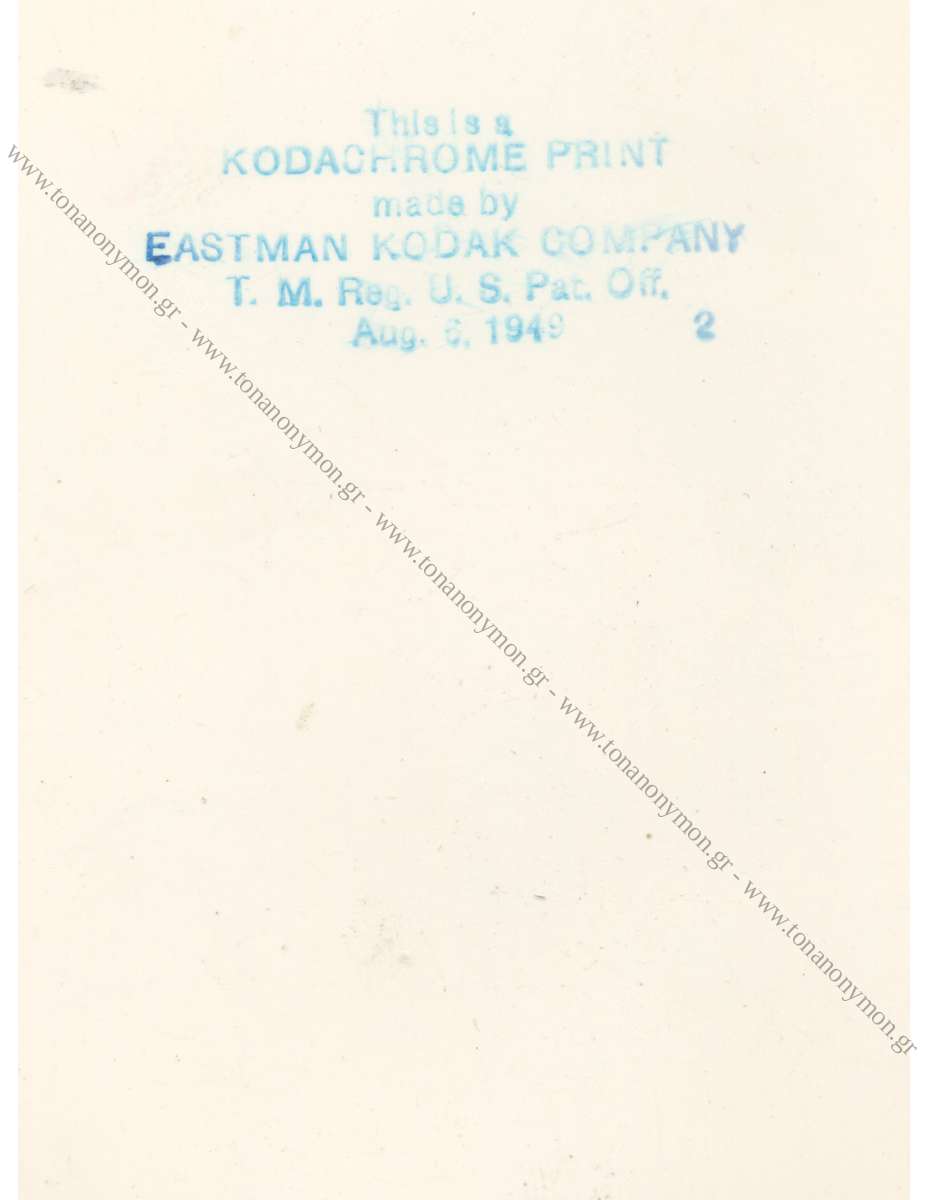 This is a
KODACHROME PRINT
made by
EASTMAN KODAK COMPANY
T. M. Reg. U. S. Pat. Off.
Aug. 6, 1949 2
www.tonanonymon.gr - www.tonanonymon.gr - www.tonanonymon.gr - www.tonanonymon.gr - www.tonanonymon.gr